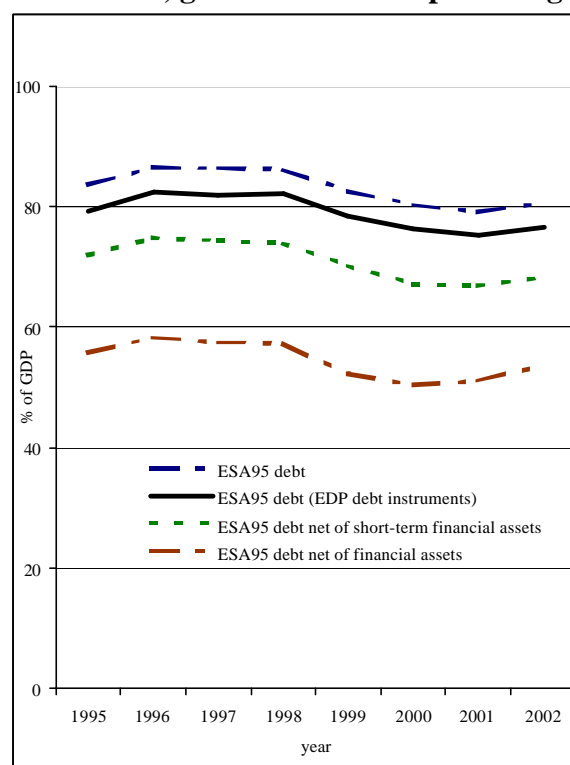 100
80
60
40
20
0
% of GDP
ESA95 debt
ESA95 debt (EDP debt instruments)
ESA95 debt net of short-term financial assets
ESA95 debt net of financial assets
1995 1996 1997 1998 1999 2000 2001 2002
year